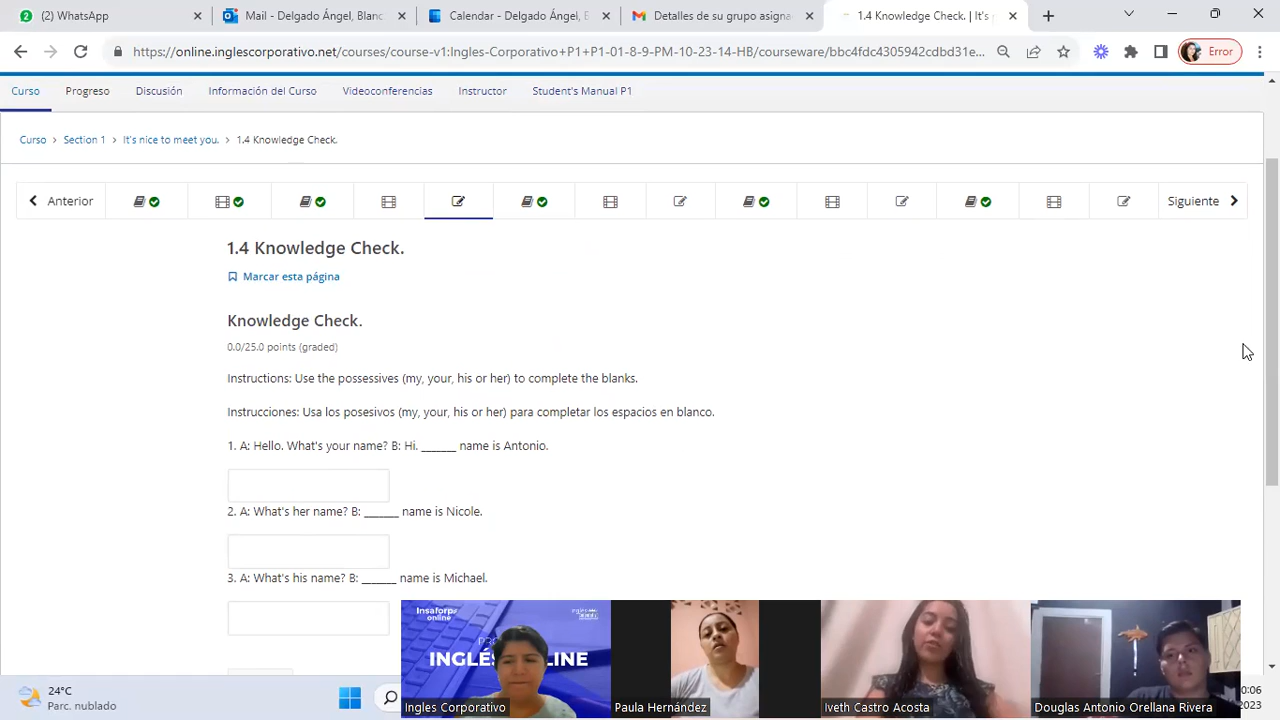 (2) WhatsApp
Mail - Delgado Ángel, Blanc
Calendar - Delgado Ángel, B
Detalles de su grupo asigna
1.4 Knowledge Check. | It's
https://online.inglescorporativo.net/courses/course-v1:Ingles-Corporativo+P1+P1-01-8-9-PM-10-23-14-HB/courseware/bbc4fdc4305942cdbd31e...
Error
Curso
Progreso
Discusión
Información del Curso
Videoconferencias
Instructor
Student's Manual P1
Curso > Section 1 > It's nice to meet you. > 1.4 Knowledge Check.
Anterior
Siguiente
1.4 Knowledge Check.
Marcar esta página
Knowledge Check.
0.0/25.0 points (graded)
Instructions: Use the possessives (my, your, his or her) to complete the blanks.
Instrucciones: Usa los posesivos (my, your, his or her) para completar los espacios en blanco.
1. A: Hello. What's your name? B: Hi. ______ name is Antonio.
2. A: What's her name? B: ______ name is Nicole.
3. A: What's his name? B: ______ name is Michael.
Insaforp
online
INGLÉS ONLINE
Ingles Corporativo
Paula Hernández
Iveth Castro Acosta
Douglas Antonio Orellana Rivera
24°C
Parc. nublado
0:06
2023